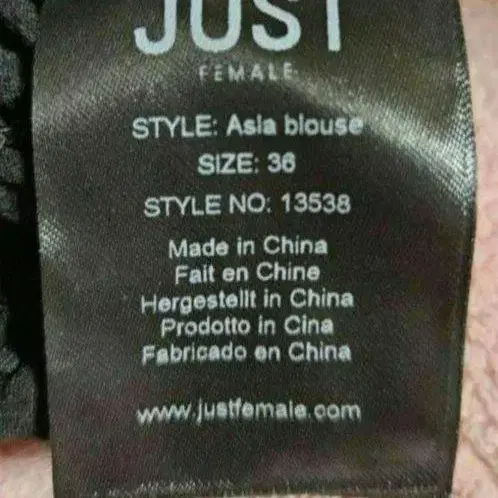 JUST
FEMALE
STYLE: Asia blouse
SIZE: 36
STYLE NO: 13538
Made in China
Fait en Chine
Hergestellt in China
Prodotto in Cina
Fabricado en China
www.justfemale.com